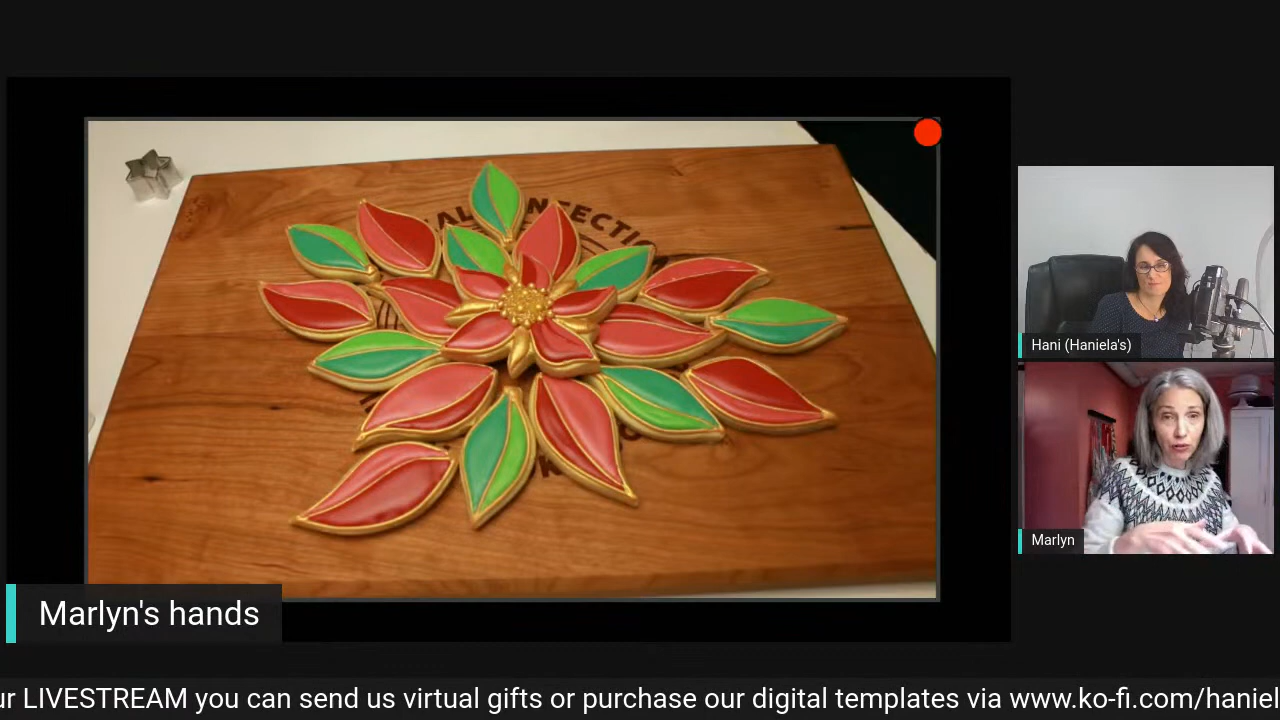 Hani (Haniela's)
Marlyn
Marlyn's hands
ur LIVESTREAM you can send us virtual gifts or purchase our digital templates via www.ko-fi.com/haniel